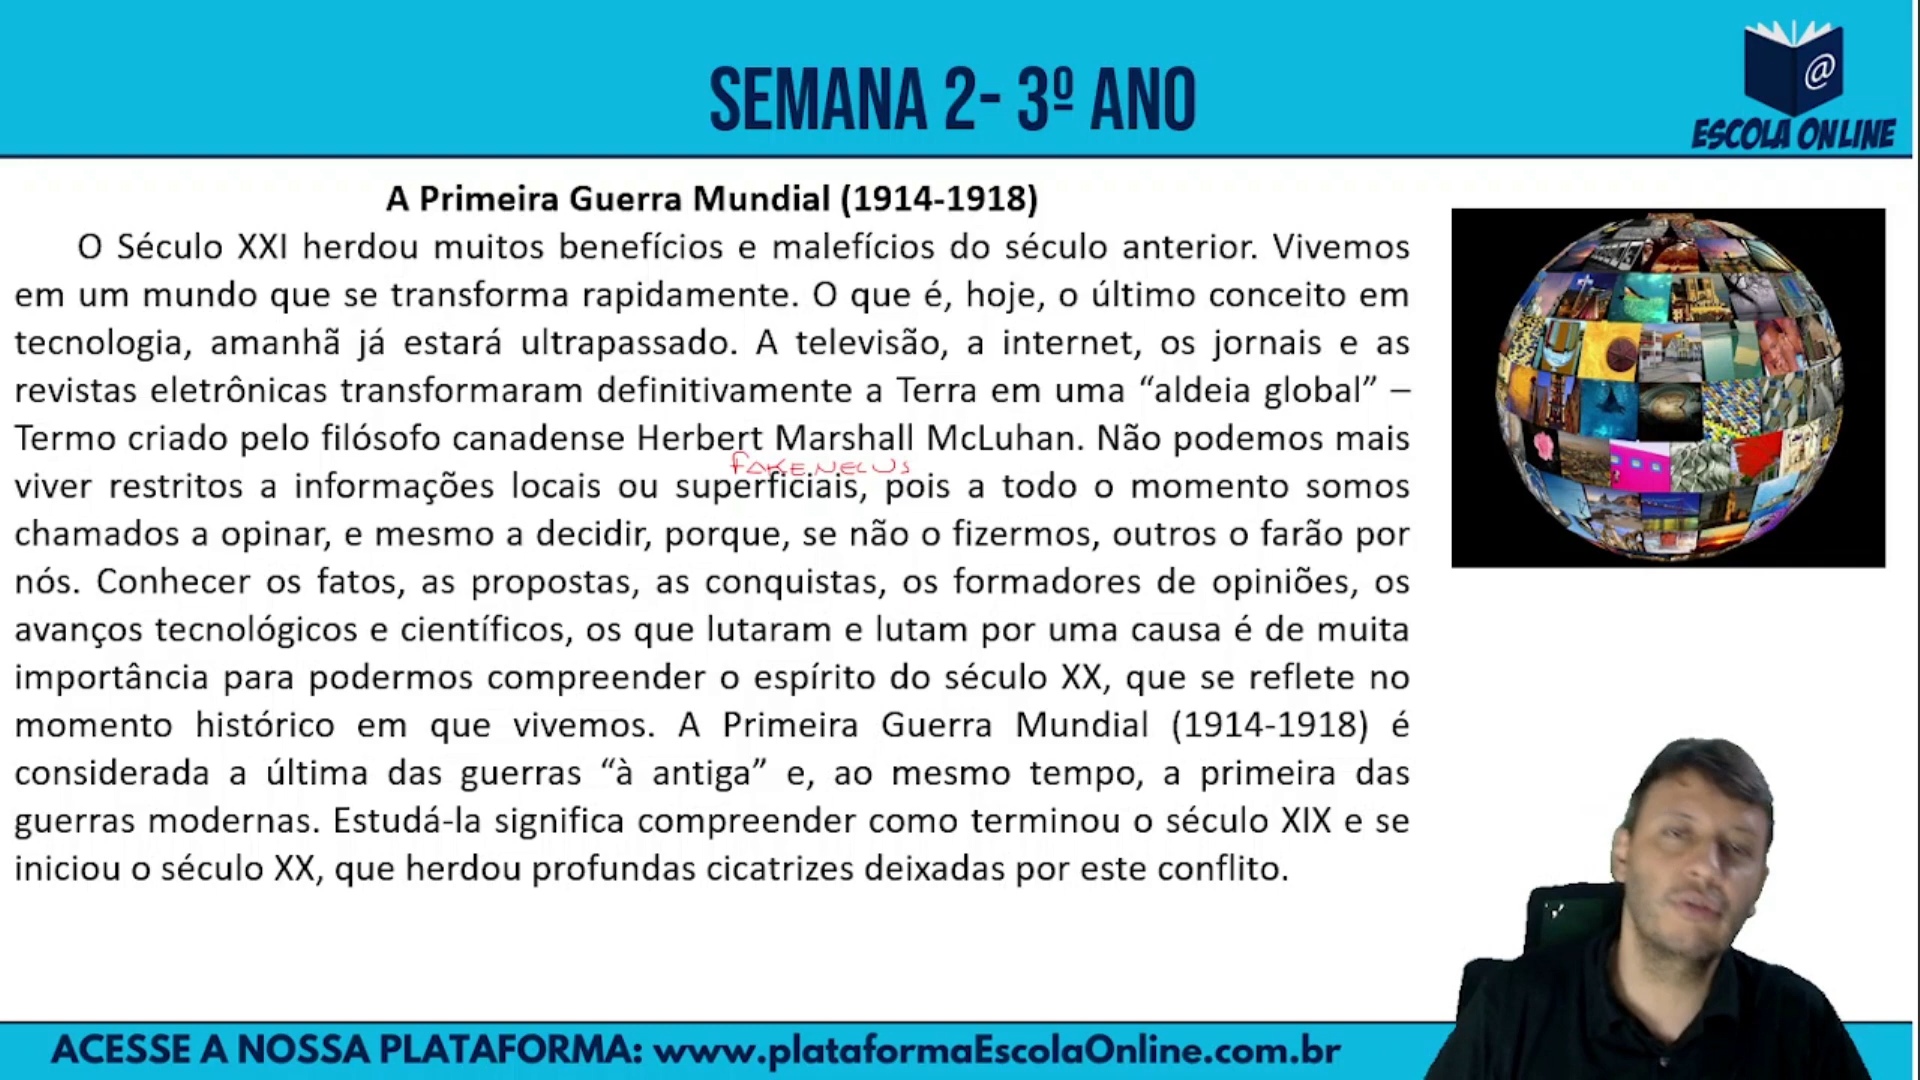 SEMANA 2- 3º ANO
@
ESCOLA ONLINE
A Primeira Guerra Mundial (1914-1918)
O Século XXI herdou muitos benefícios e malefícios do século anterior. Vivemos
em um mundo que se transforma rapidamente. O que é, hoje, o último conceito em
tecnologia, amanhã já estará ultrapassado. A televisão, a internet, os jornais e as
revistas eletrônicas transformaram definitivamente a Terra em uma “aldeia global” –
Termo criado pelo filósofo canadense Herbert Marshall McLuhan. Não podemos mais
fakenews
viver restritos a informações locais ou superficiais, pois a todo o momento somos
chamados a opinar, e mesmo a decidir, porque, se não o fizermos, outros o farão por
nós. Conhecer os fatos, as propostas, as conquistas, os formadores de opiniões, os
avanços tecnológicos e científicos, os que lutaram e lutam por uma causa é de muita
importância para podermos compreender o espírito do século XX, que se reflete no
momento histórico em que vivemos. A Primeira Guerra Mundial (1914-1918) é
considerada a última das guerras “à antiga” e, ao mesmo tempo, a primeira das
guerras modernas. Estudá-la significa compreender como terminou o século XIX e se
iniciou o século XX, que herdou profundas cicatrizes deixadas por este conflito.
ACESSE A NOSSA PLATAFORMA: www.plataformaEscolaOnline.com.br